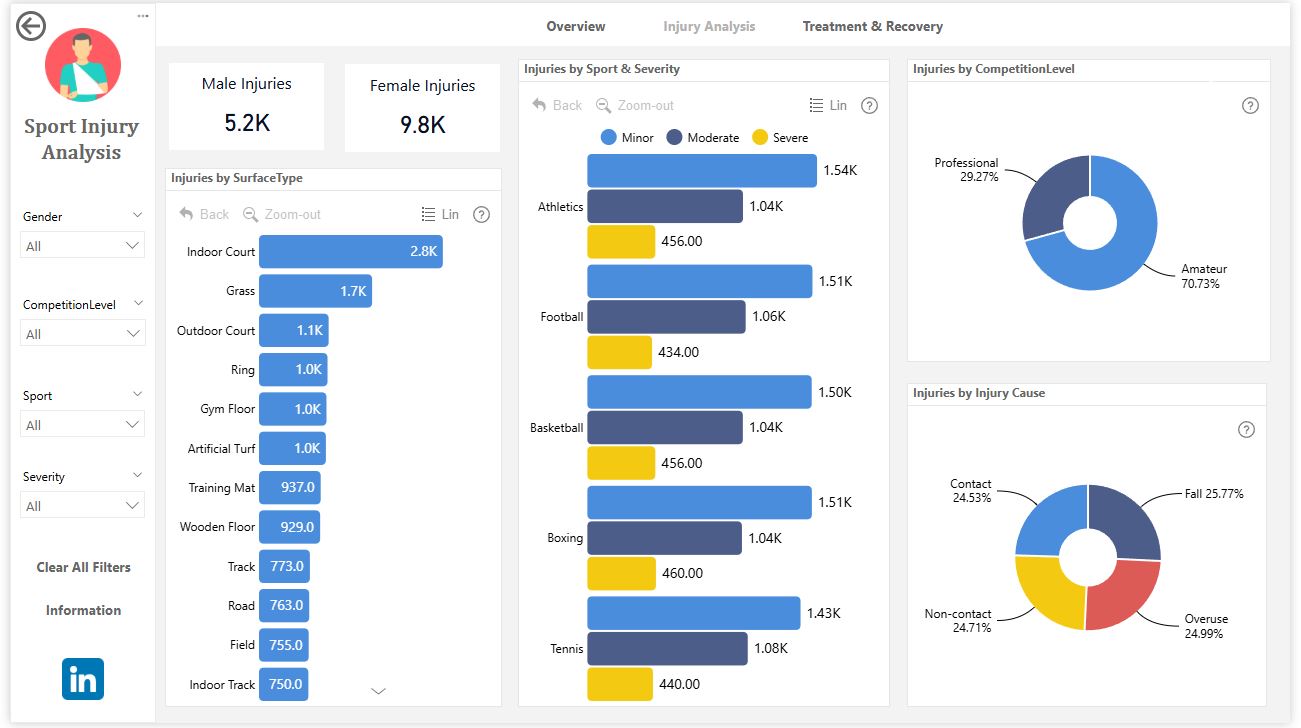 Overview
Injury Analysis
Treatment & Recovery
Sport Injury
Analysis
Gender
All
CompetitionLevel
All
Sport
All
Severity
All
Clear All Filters
Information
in
Male Injuries
5.2K
Female Injuries
9.8K
Injuries by SurfaceType
Back
Zoom-out
Lin
?
Indoor Court 2.8K
Grass 1.7K
Outdoor Court 1.1K
Ring 1.0K
Gym Floor 1.0K
Artificial Turf 1.0K
Training Mat 937.0
Wooden Floor 929.0
Track 773.0
Road 763.0
Field 755.0
Indoor Track 750.0
Injuries by Sport & Severity
Back
Zoom-out
Lin
?
Minor
Moderate
Severe
1.54K
Athletics 1.04K
456.00
1.51K
Football 1.06K
434.00
1.50K
Basketball 1.04K
456.00
1.51K
Boxing 1.04K
460.00
1.43K
Tennis 1.08K
440.00
Injuries by CompetitionLevel
?
Professional
29.27%
Amateur
70.73%
Injuries by Injury Cause
?
Contact
24.53%
Fall 25.77%
Non-contact
24.71%
Overuse
24.99%